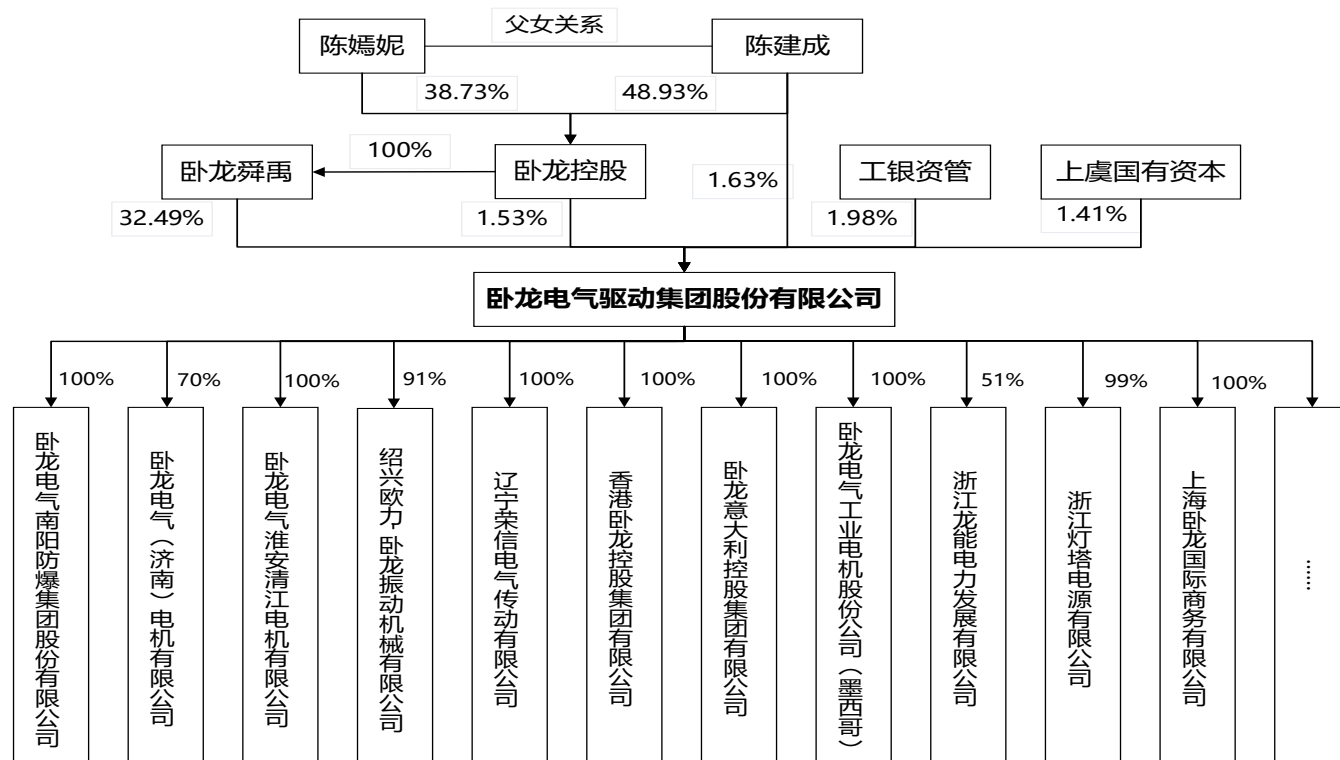 父女关系
陈嫣妮
陈建成
38.73%
48.93%
100%
卧龙舜禹
卧龙控股
1.63%
工银资管
上虞国有资本
32.49%
1.53%
1.98%
1.41%
卧龙电气驱动集团股份有限公司
100%
70%
100%
91%
100%
100%
100%
100%
51%
99%
100%
卧龙电气南阳防爆集团股份有限公司
卧龙电气（济南）电机有限公司
卧龙电气淮安清江电机有限公司
绍兴欧力-卧龙振动机械有限公司
辽宁荣信电气传动有限公司
香港卧龙控股集团有限公司
卧龙意大利控股集团有限公司
卧龙电气工业电机股份公司（墨西哥）
浙江龙能电力发展有限公司
浙江灯塔电源有限公司
上海卧龙国际商务有限公司
……